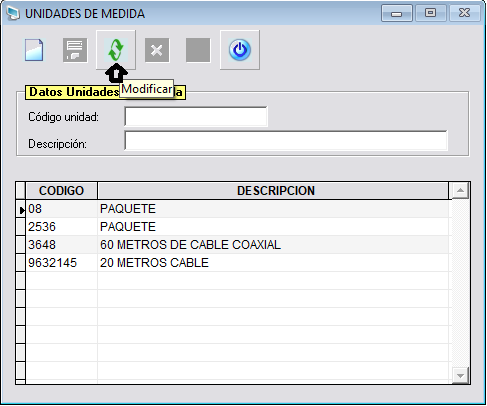 UNIDADES DE MEDIDA
Modificar
Datos Unidades a
Código unidad:
Descripción:
CODIGO DESCRIPCION
08 PAQUETE
2536 PAQUETE
3648 60 METROS DE CABLE COAXIAL
9632145 20 METROS CABLE